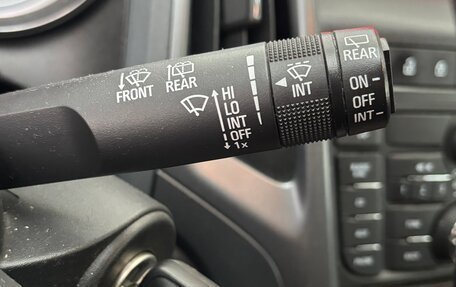 FRONT
REAR
HI
LO
INT
OFF
1x
INT
REAR
ON
OFF
INT